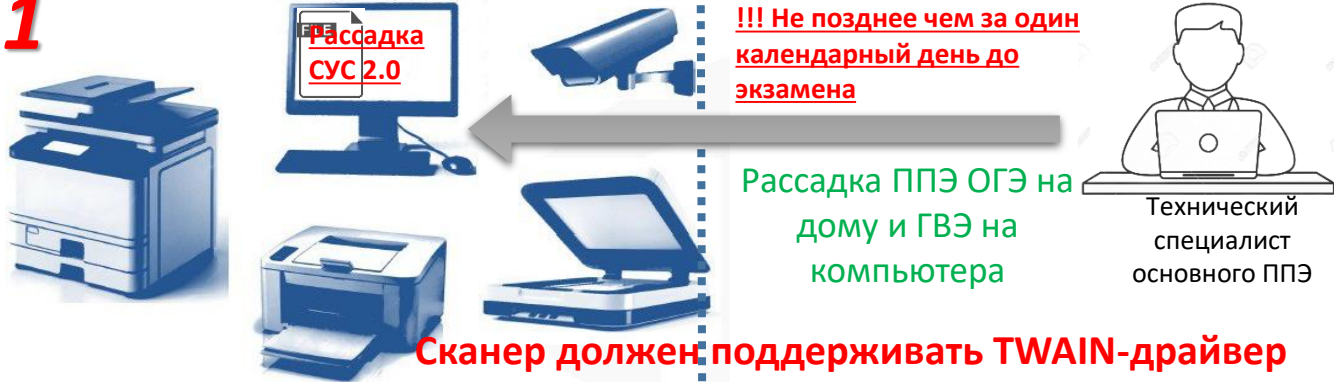 1
FILE
Рассадка
СУС 2.0
!!! Не позднее чем за один
календарный день до
экзамена
Рассадка ППЭ ОГЭ на
дому и ГВЭ на
компьютера
Технический
специалист
основного ППЭ
Сканер должен поддерживать TWAIN-драйвер